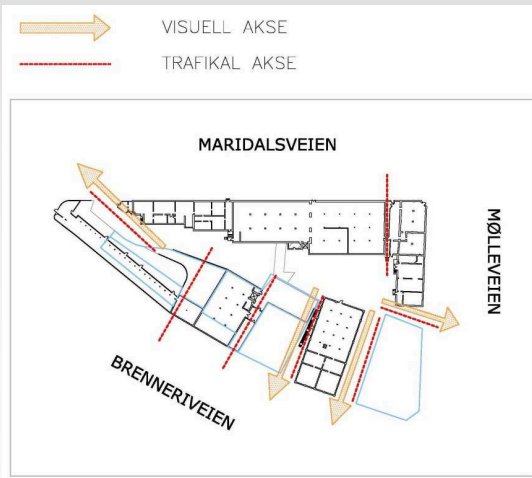 VISUELL AKSE
TRAFIKAL AKSE
MARIDALSVEIEN
MØLLEVEIEN
BRENNERIVEIEN